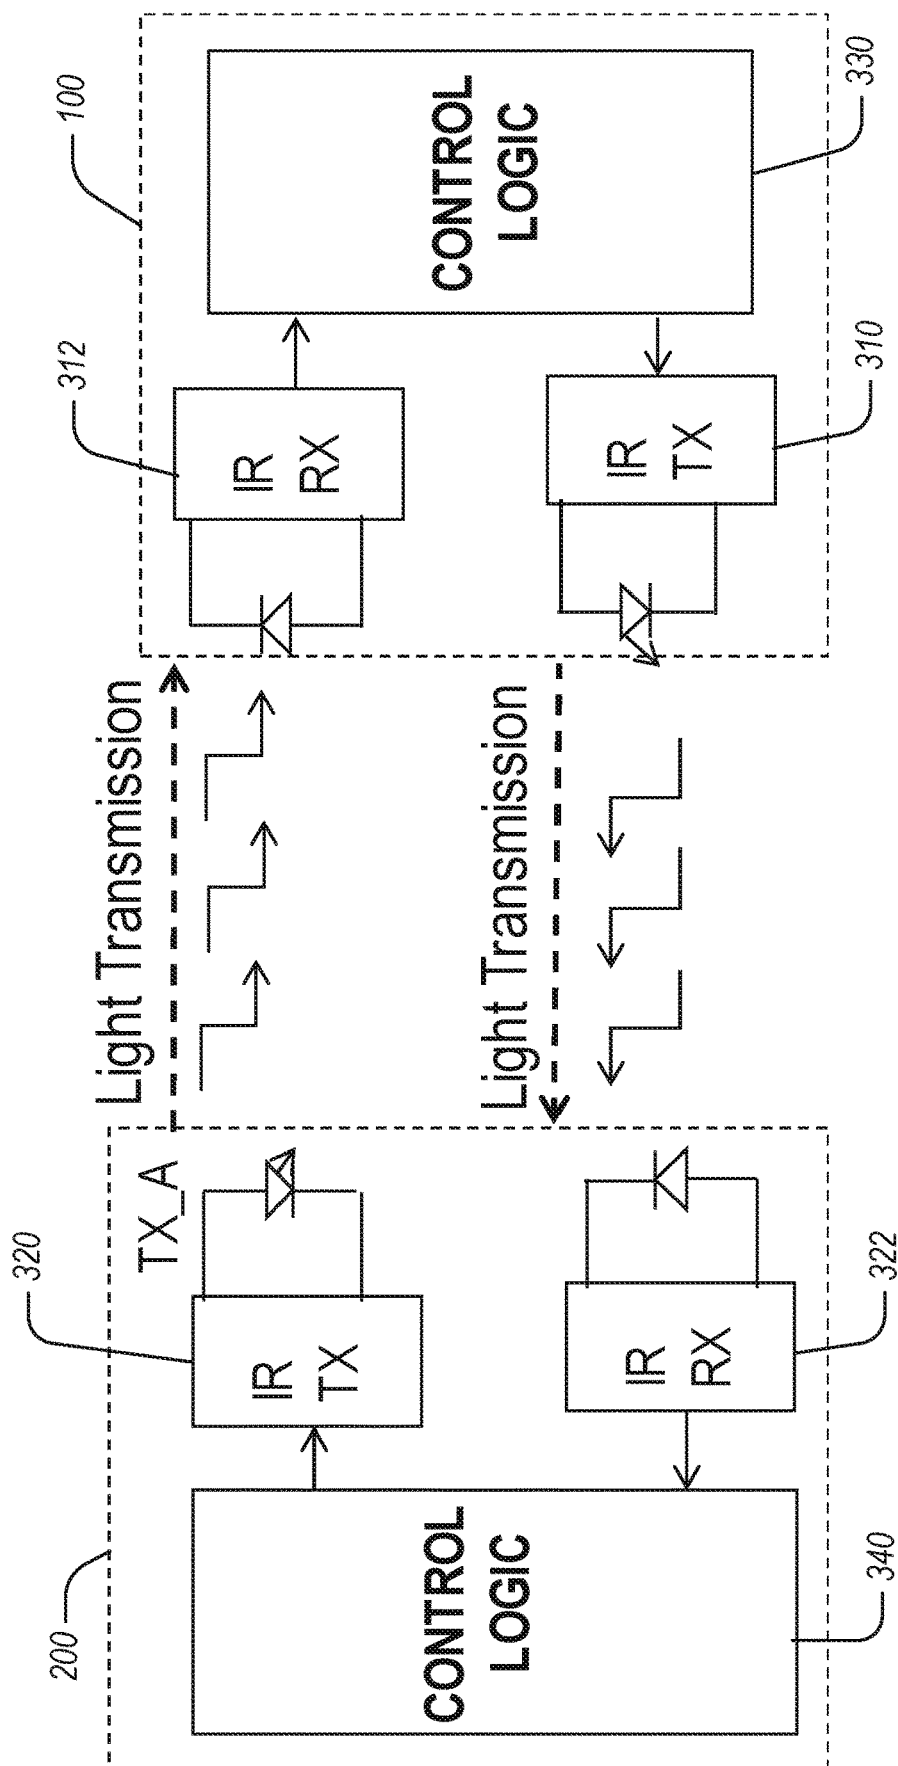 200
320
312
100
TX_A
Light Transmission
CONTROL
LOGIC
IR
TX
IR
RX
CONTROL
LOGIC
Light Transmission
IR
RX
IR
TX
340
322
310
330